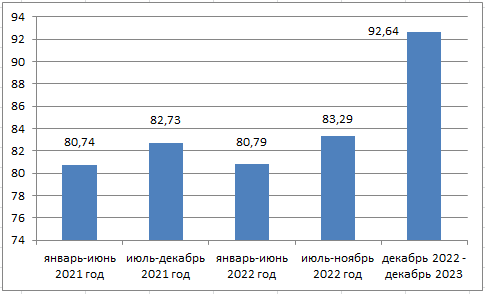 94
92
90
88
86
84
82
80
78
76
74
80,74
82,73
80,79
83,29
92,64
январь-июнь
2021 год
июль-декабрь
2021 год
январь-июнь
2022 год
июль-ноябрь
2022 год
декабрь 2022 -
декабрь 2023